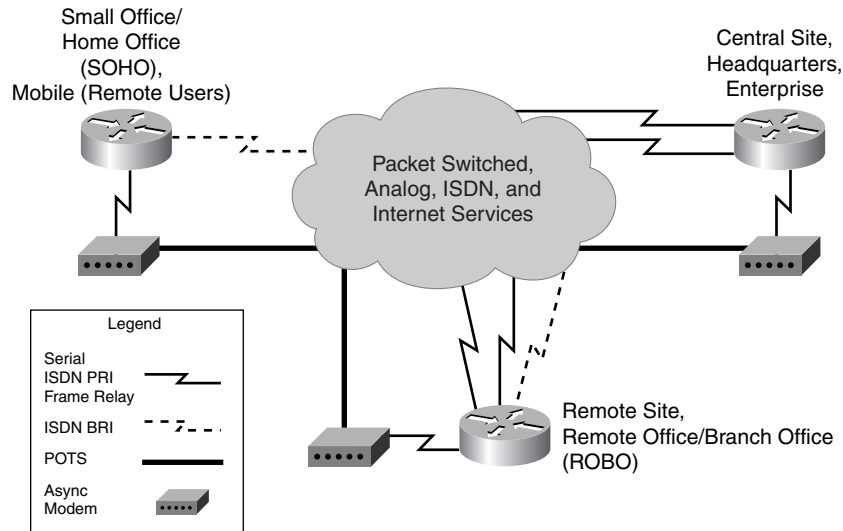 Small Office/
Home Office
(SOHO),
Mobile (Remote Users)
Central Site,
Headquarters,
Enterprise
Packet Switched,
Analog, ISDN, and
Internet Services
Legend
Serial
ISDN PRI
Frame Relay
ISDN BRI
POTS
Async
Modem
Remote Site,
Remote Office/Branch Office
(ROBO)